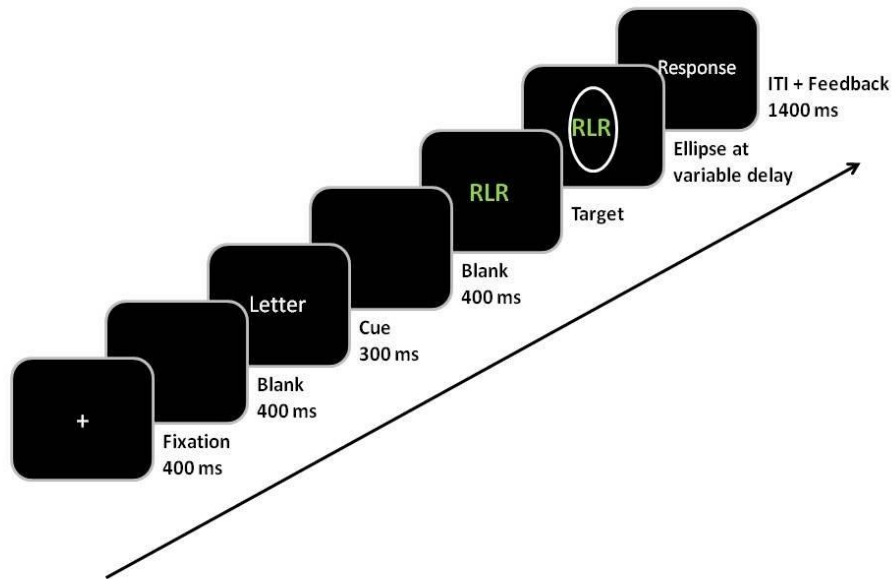 +
Fixation
400 ms
Blank
400 ms
Letter
Cue
300 ms
Blank
400 ms
RLR
Target
RLR
Ellipse at
variable delay
Response
ITI + Feedback
1400 ms